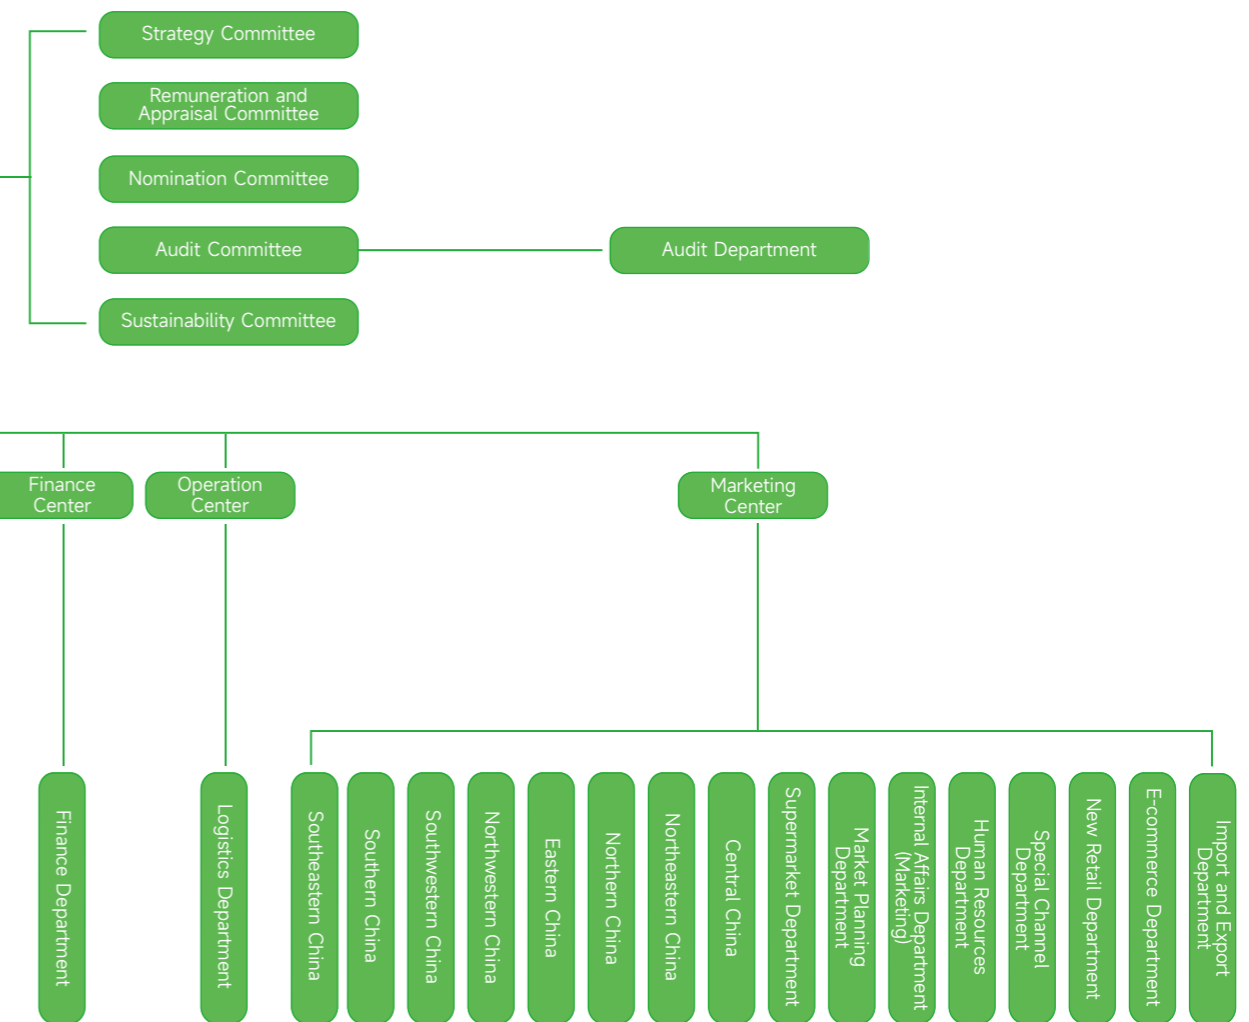 Strategy Committee
Remuneration and
Appraisal Committee
Nomination Committee
Audit Committee
Audit Department
Sustainability Committee
Finance
Center
Operation
Center
Marketing
Center
Finance Department
Logistics Department
Southeastern China
Southern China
Southwestern China
Northwestern China
Eastern China
Northern China
Northeastern China
Central China
Supermarket Department
Market Planning
Department
Internal Affairs Department
(Marketing)
Human Resources
Department
Special Channel
Department
New Retail Department
E-commerce Department
Import and Export
Department